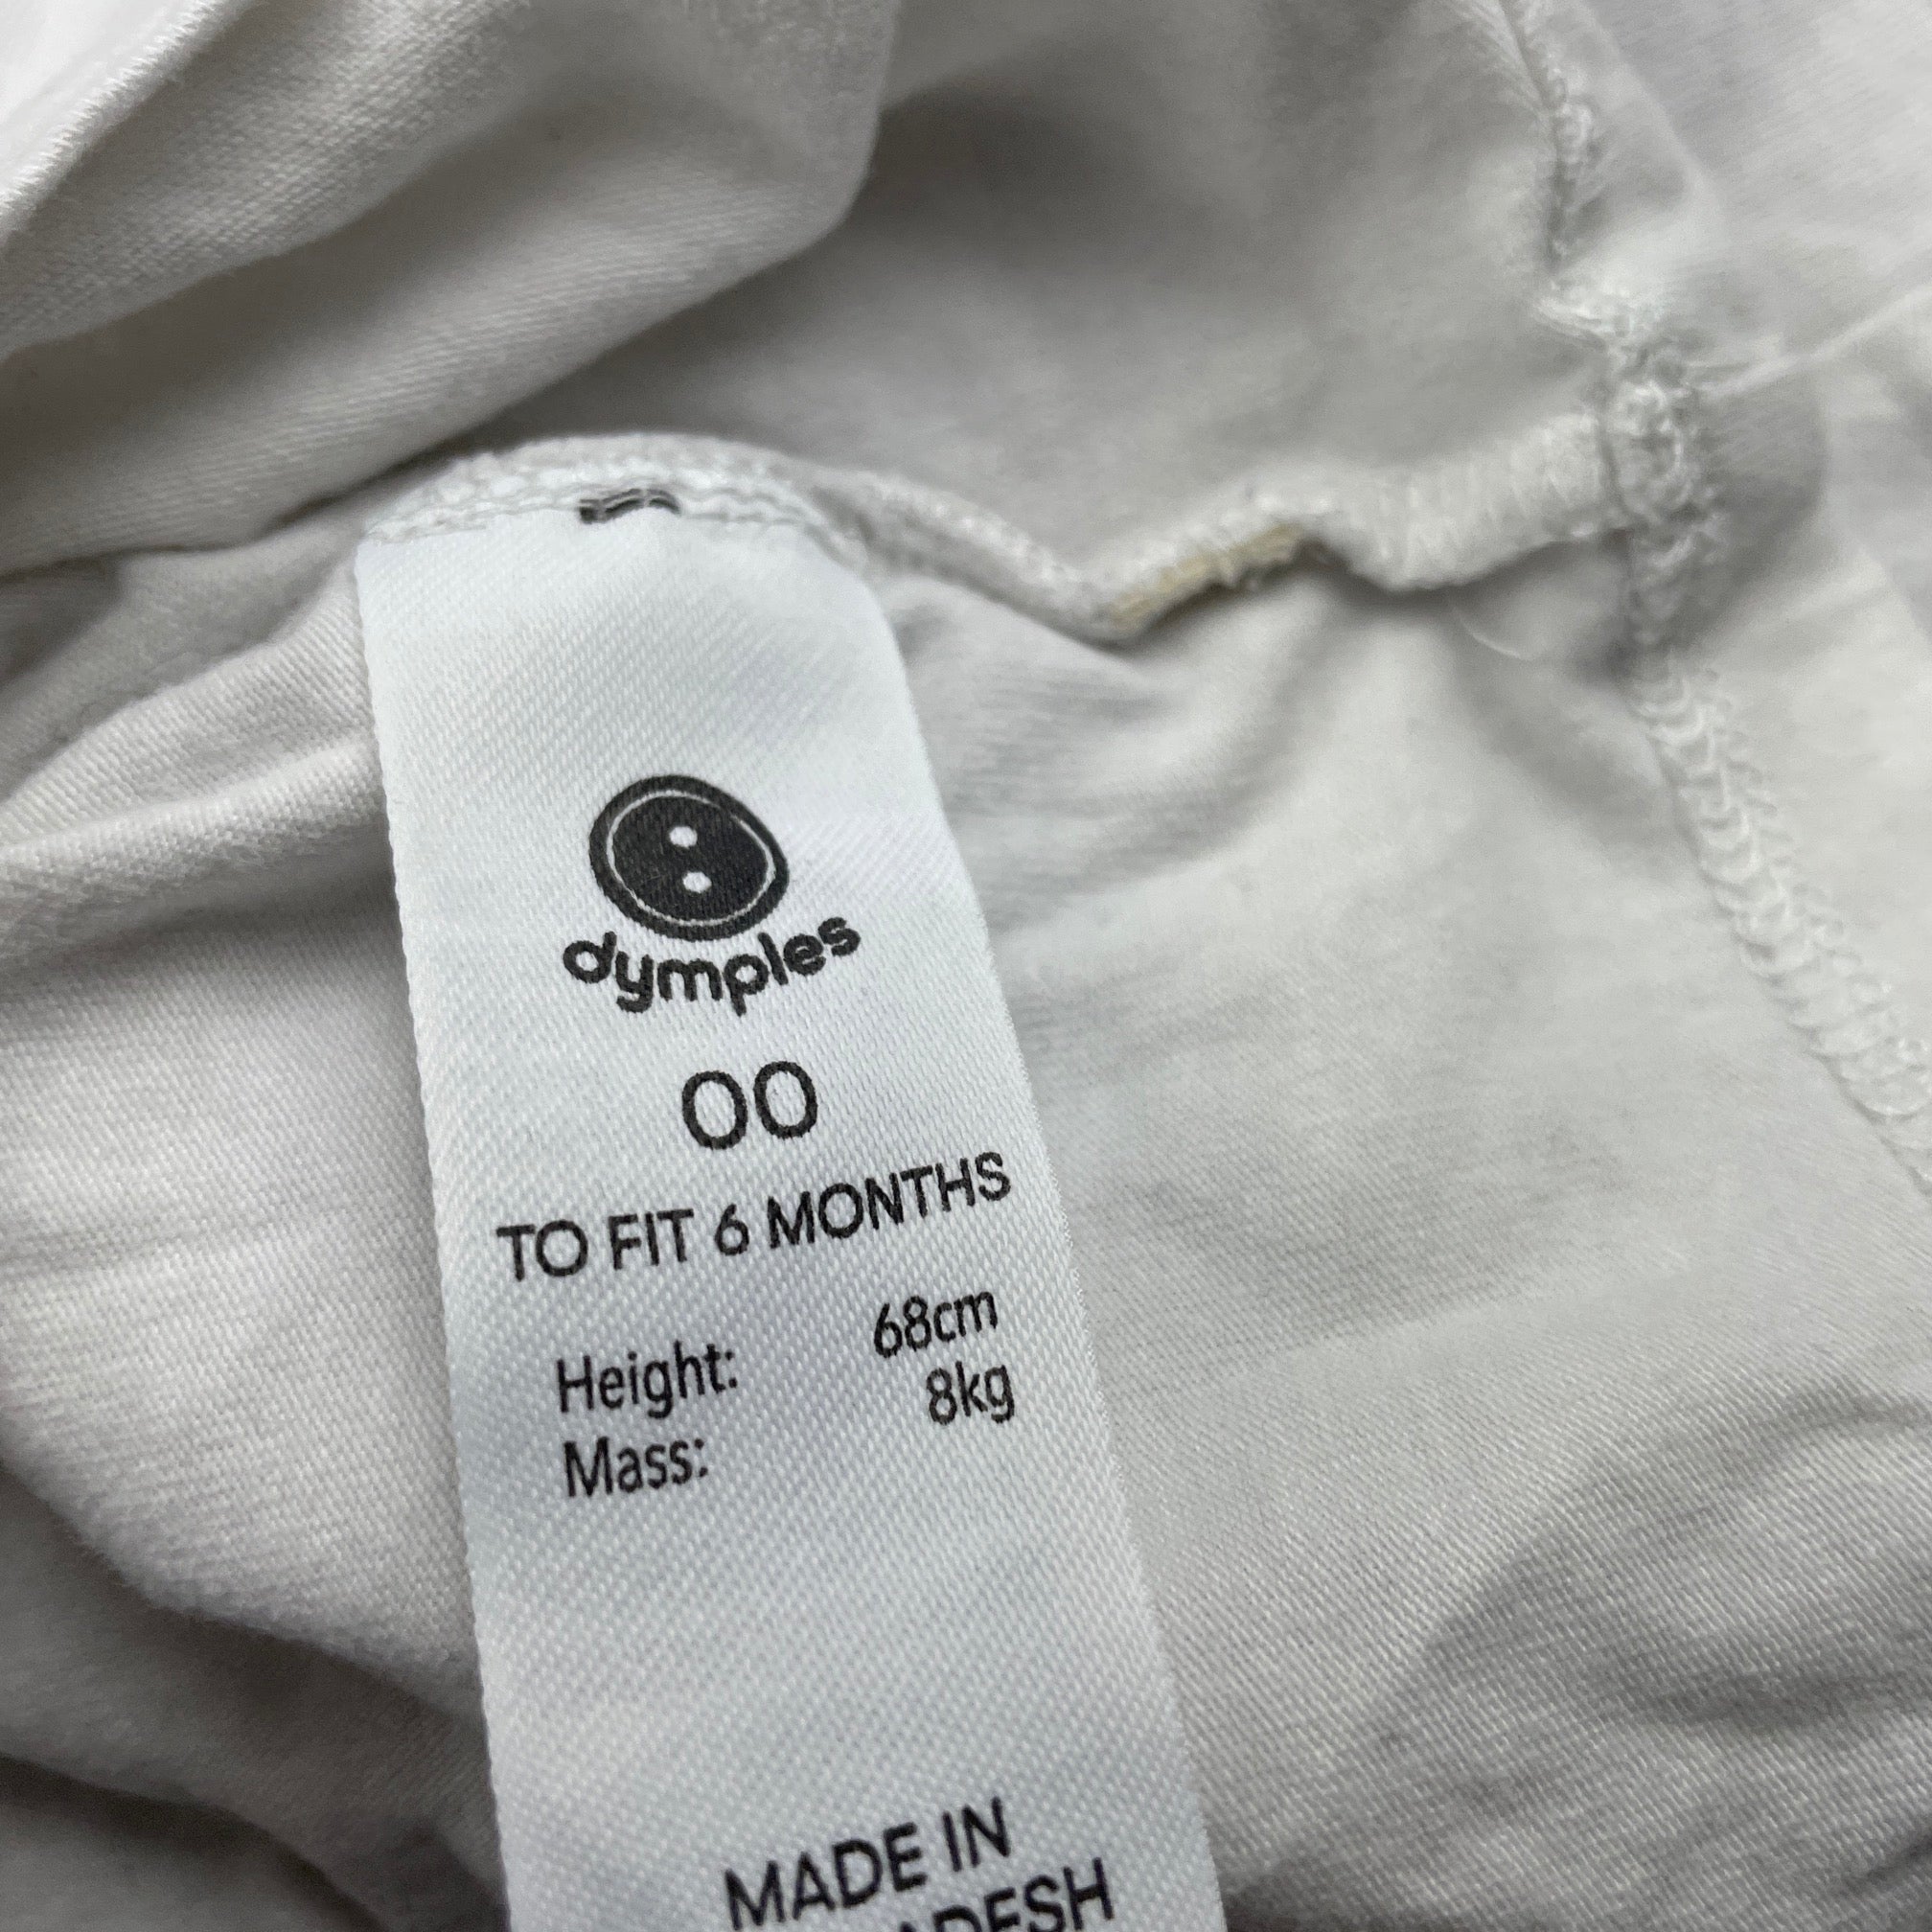 dymples
00
TO FIT 6 MONTHS
Height: 68cm
Mass: 8kg
MADE IN